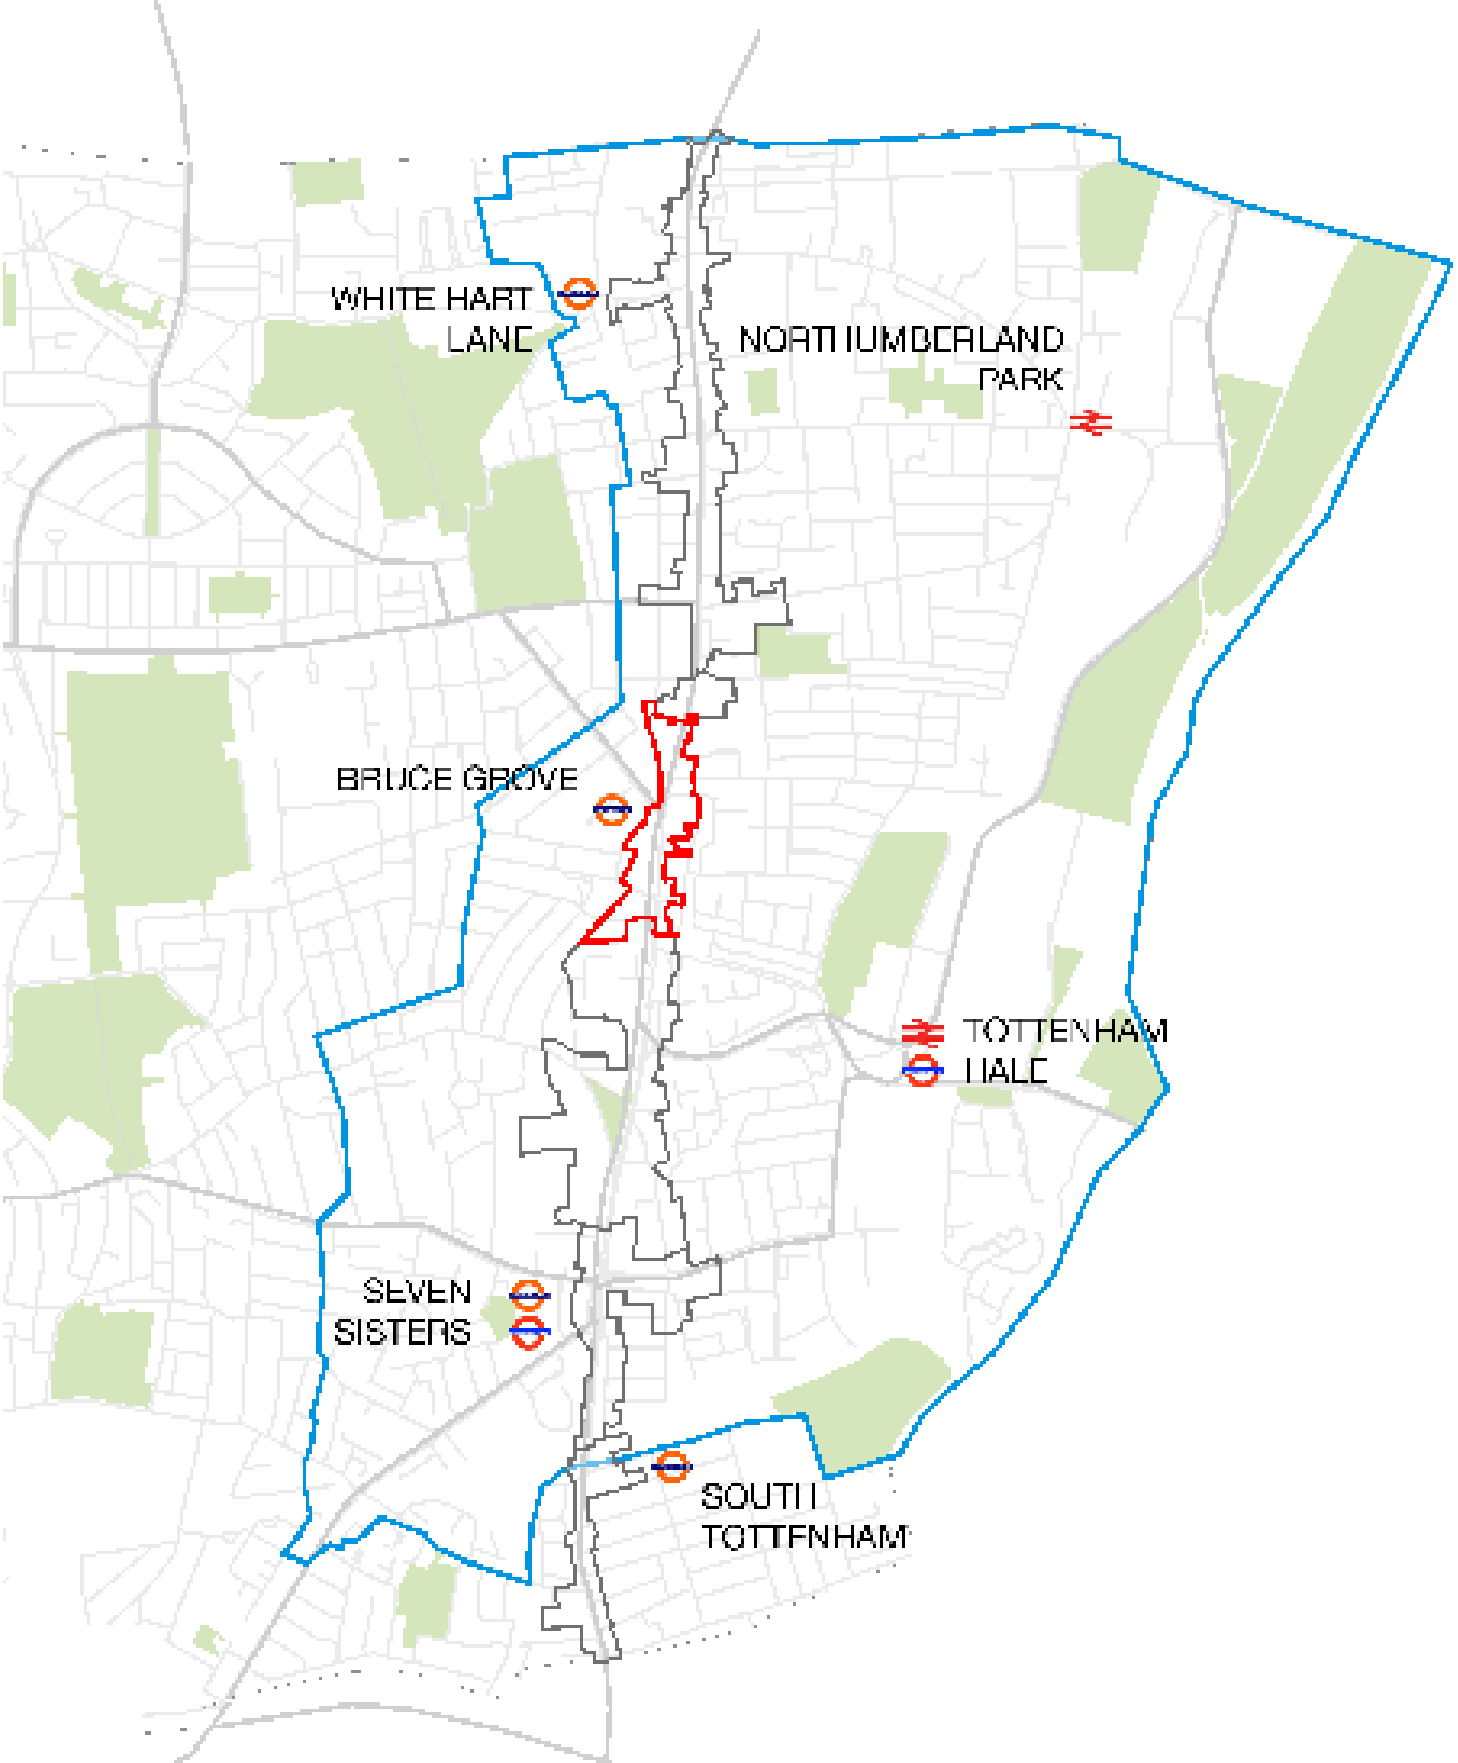 WHITE HART
LANE
NORTHUMBERLAND
PARK
BRUCE GROVE
TOTTENHAM
HALE
SEVEN
SISTERS
SOUTH
TOTTENHAM